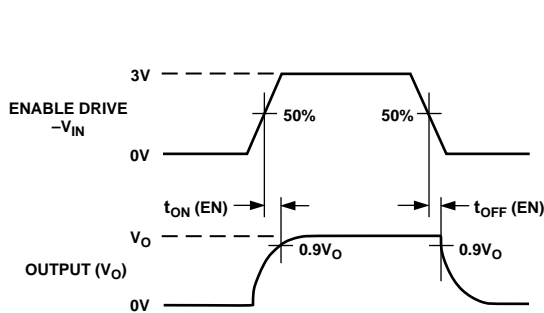 3V
ENABLE DRIVE
–VIN
50%
50%
0V
tON (EN)
tOFF (EN)
VO
0.9VO
0.9VO
OUTPUT (VO)
0V